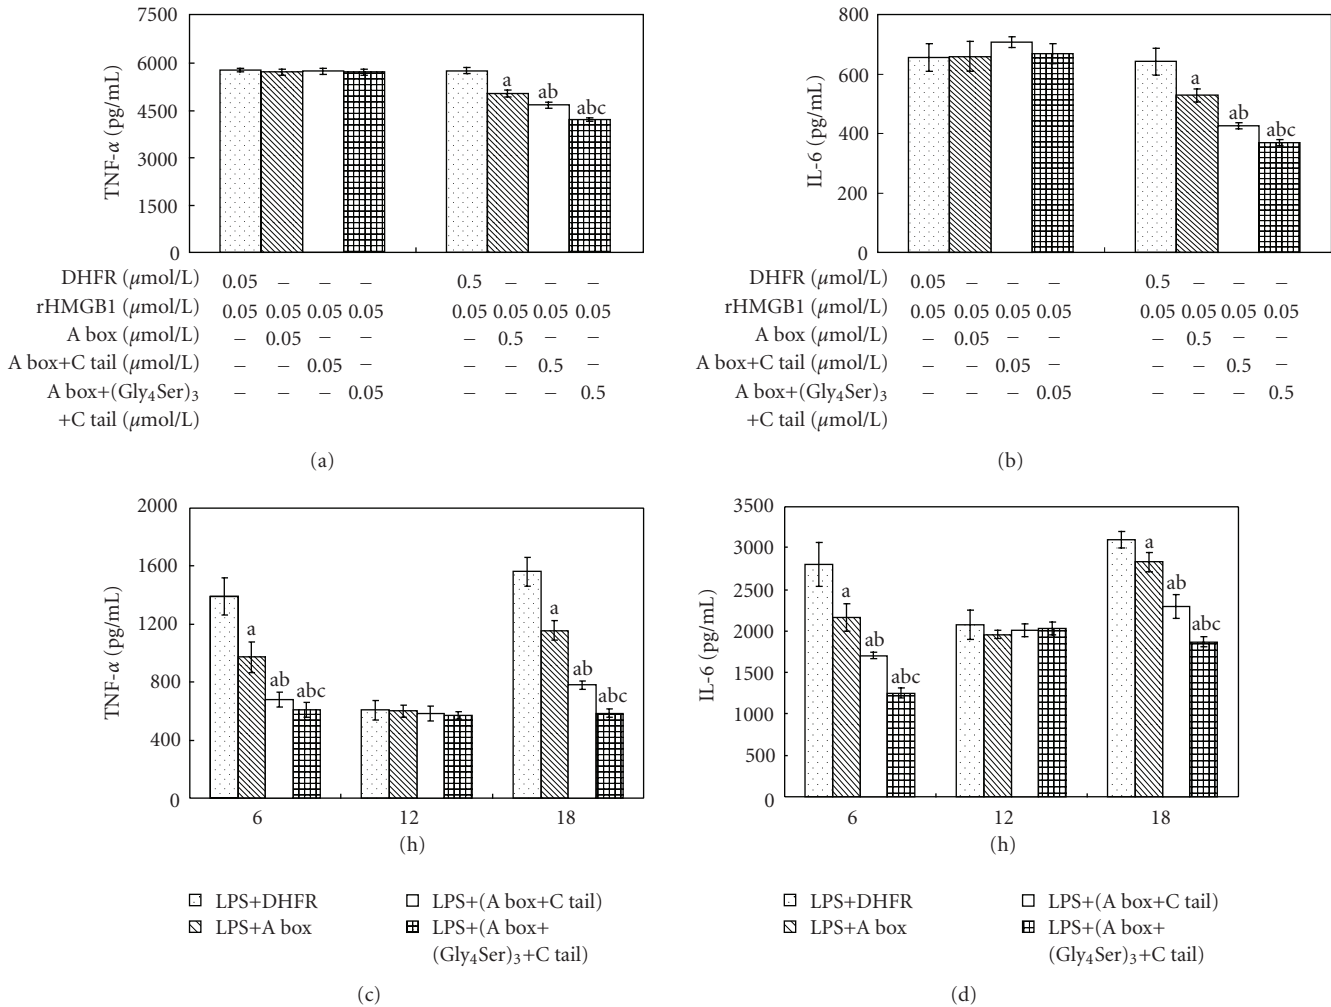 7500
6000
4500
3000
1500
0
TNF-α (pg/mL)
a
ab
abc
DHFR (μmol/L) 0.05 – – – 0.5 – – –
rHMGB1 (μmol/L) 0.05 0.05 0.05 0.05 0.05 0.05 0.05 0.05
A box (μmol/L) – 0.05 – – – 0.5 – –
A box+C tail (μmol/L) – – 0.05 – – – 0.5 –
A box+(Gly4Ser)3 – – – 0.05 – – – 0.5
+C tail (μmol/L)
(a)
800
600
400
200
0
IL-6 (pg/mL)
a
ab
abc
DHFR (μmol/L) 0.05 – – – 0.5 – – –
rHMGB1 (μmol/L) 0.05 0.05 0.05 0.05 0.05 0.05 0.05 0.05
A box (μmol/L) – 0.05 – – – 0.5 – –
A box+C tail (μmol/L) – – 0.05 – – – 0.5 –
A box+(Gly4Ser)3 – – – 0.05 – – – 0.5
+C tail (μmol/L)
(b)
2000
1600
1200
800
400
0
TNF-α (pg/mL)
a
ab
abc
a
ab
abc
6 12 18
(h)
LPS+DHFR
LPS+A box
LPS+(A box+C tail)
LPS+(A box+
(Gly4Ser)3+C tail)
(c)
3500
3000
2500
2000
1500
1000
500
0
IL-6 (pg/mL)
a
ab
abc
a
ab
abc
6 12 18
(h)
LPS+DHFR
LPS+A box
LPS+(A box+C tail)
LPS+(A box+
(Gly4Ser)3+C tail)
(d)